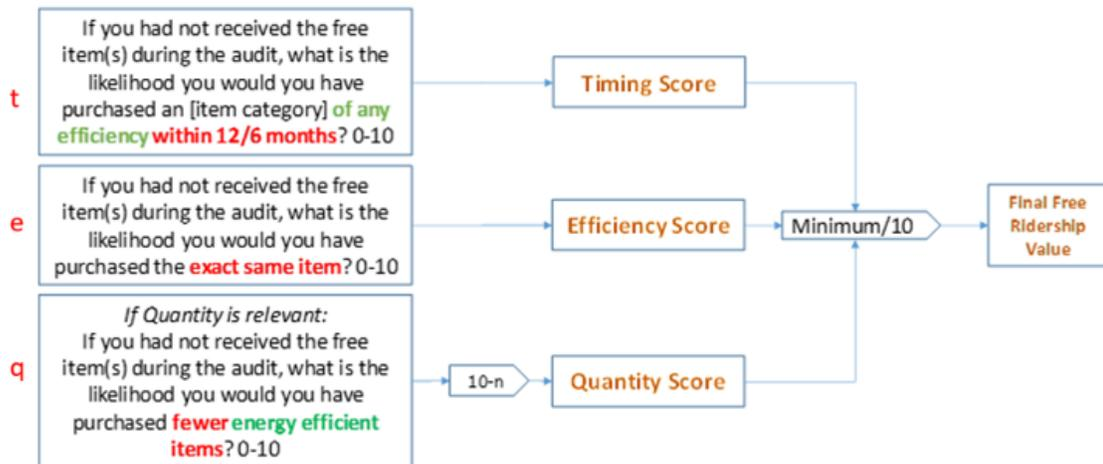 t
If you had not received the free
item(s) during the audit, what is the
likelihood you would you have
purchased an [item category] of any
efficiency within 12/6 months? 0-10
Timing Score
e
If you had not received the free
item(s) during the audit, what is the
likelihood you would you have
purchased the exact same item? 0-10
Efficiency Score
Minimum/10
Final Free
Ridership
Value
q
If Quantity is relevant:
If you had not received the free
item(s) during the audit, what is the
likelihood you would you have
purchased fewer energy efficient
items? 0-10
10-n
Quantity Score